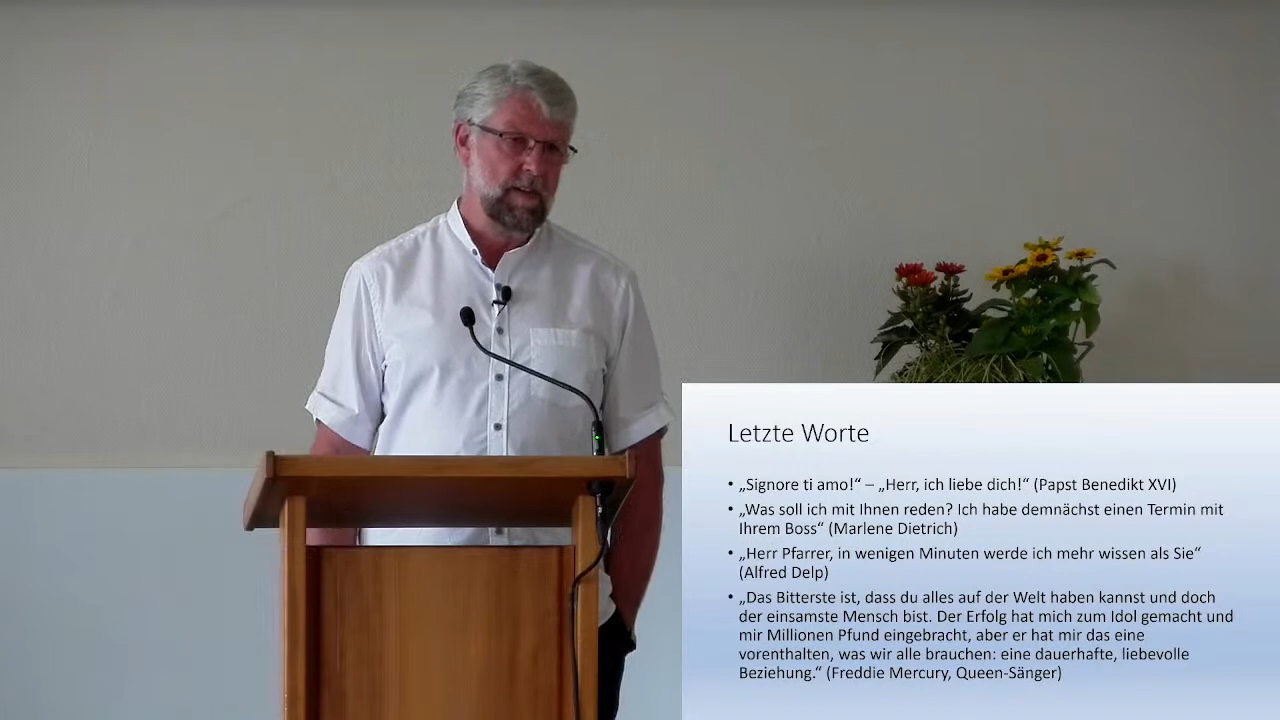 Letzte Worte
• „Signore ti amo!“ – „Herr, ich liebe dich!“ (Papst Benedikt XVI)
• „Was soll ich mit Ihnen reden? Ich habe demnächst einen Termin mit
Ihrem Boss“ (Marlene Dietrich)
• „Herr Pfarrer, in wenigen Minuten werde ich mehr wissen als Sie“
(Alfred Delp)
• „Das Bitterste ist, dass du alles auf der Welt haben kannst und doch
der einsamste Mensch bist. Der Erfolg hat mich zum Idol gemacht und
mir Millionen Pfund eingebracht, aber er hat mir das eine
vorenthalten, was wir alle brauchen: eine dauerhafte, liebevolle
Beziehung.“ (Freddie Mercury, Queen-Sänger)